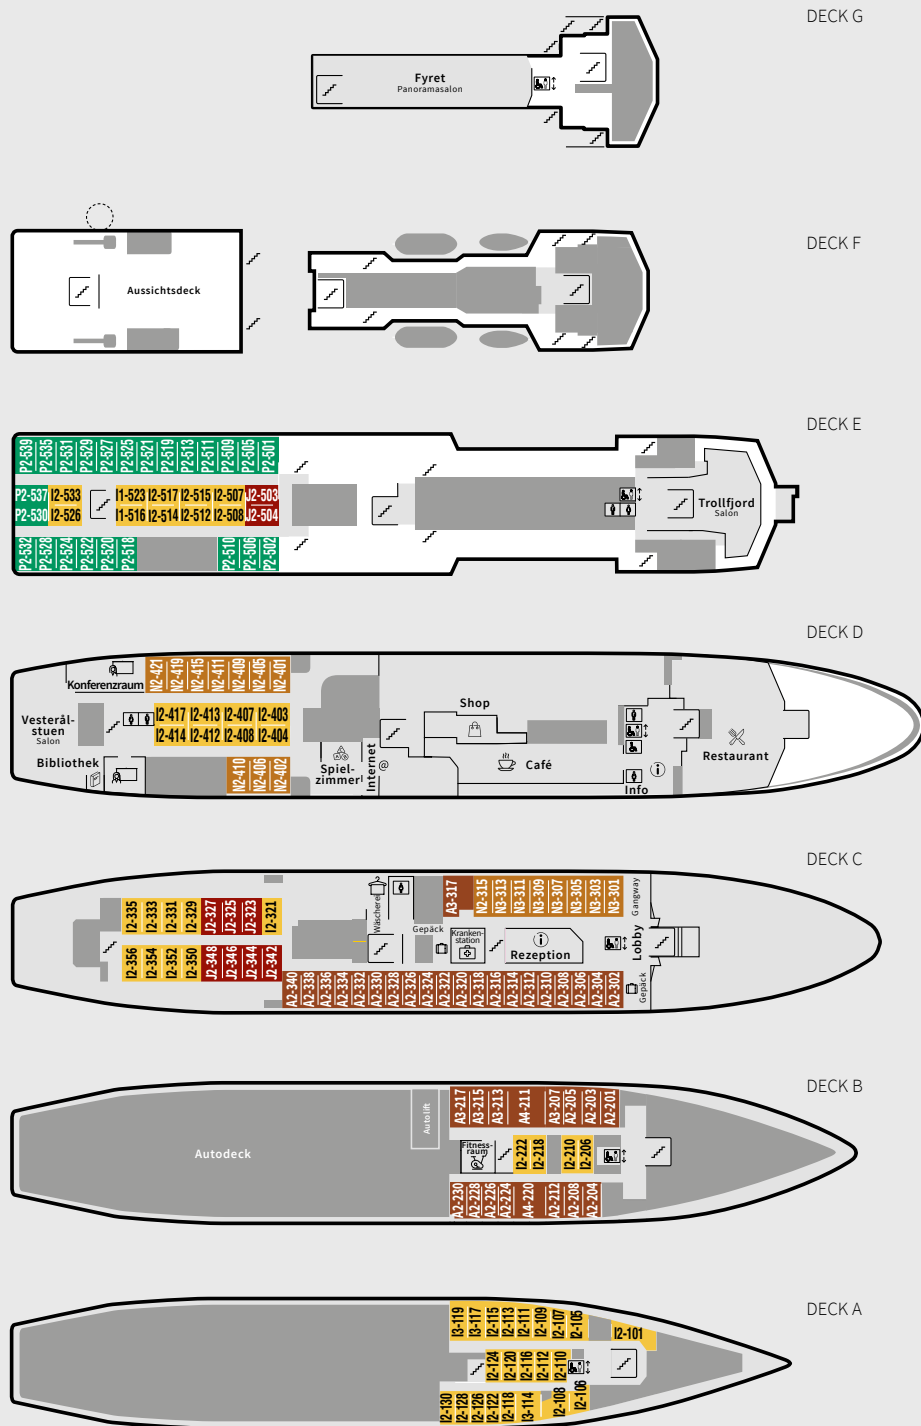 DECK G
Fyret
Panoramasalon
DECK F
Aussichtsdeck
DECK E
P2-539
P2-535
P2-531
P2-529
P2-527
P2-525
P2-521
P2-519
P2-513
P2-511
P2-509
P2-505
P2-501
P2-537
I2-533
I1-523
I2-517
I2-515
I2-507
J2-503
P2-530
I2-526
I1-516
I2-514
I2-512
I2-508
J2-504
Trollfjord
Salon
P2-532
P2-528
P2-524
P2-522
P2-520
P2-518
P2-510
P2-506
P2-502
DECK D
N2-421
N2-419
N2-415
N2-411
N2-409
N2-405
N2-401
Konferenzraum
I2-417
I2-413
I2-407
I2-403
I2-414
I2-412
I2-408
I2-404
Vesterål-
stuen
Salon
Shop
Bibliothek
N2-410
N2-406
N2-402
Spiel-
zimmer
Internet
@
Café
Info
Restaurant
DECK C
A3-317
N2-315
N3-313
N3-311
N3-309
N3-307
N3-305
N3-303
N3-301
Gangway
I2-335
I2-333
I2-331
I2-329
J2-327
J2-325
J2-323
I2-321
Wäscherei
Gepäck
Kranken-
station
Rezeption
Lobby
I2-356
I2-354
I2-352
I2-350
J2-348
J2-346
J2-344
J2-342
A2-340
A2-338
A2-336
A2-334
A2-332
A2-330
A2-328
A2-326
A2-324
A2-322
A2-320
A2-318
A2-316
A2-314
A2-312
A2-310
A2-308
A2-306
A2-304
A2-302
Gepäck
DECK B
Autolift
A3-217
A3-215
A3-213
A4-211
A3-207
A2-205
A2-203
A2-201
Autodeck
Fitness-
raum
I2-222
I2-218
I2-210
I2-206
A2-230
A2-228
A2-226
A2-224
A4-220
A2-212
A2-208
A2-204
DECK A
I3-119
I3-117
I2-115
I2-113
I2-111
I2-109
I2-107
I2-105
I2-101
I2-124
I2-120
I2-116
I2-112
I2-110
I2-130
I2-128
I2-126
I2-122
I2-118
I3-114
I2-108
I2-106